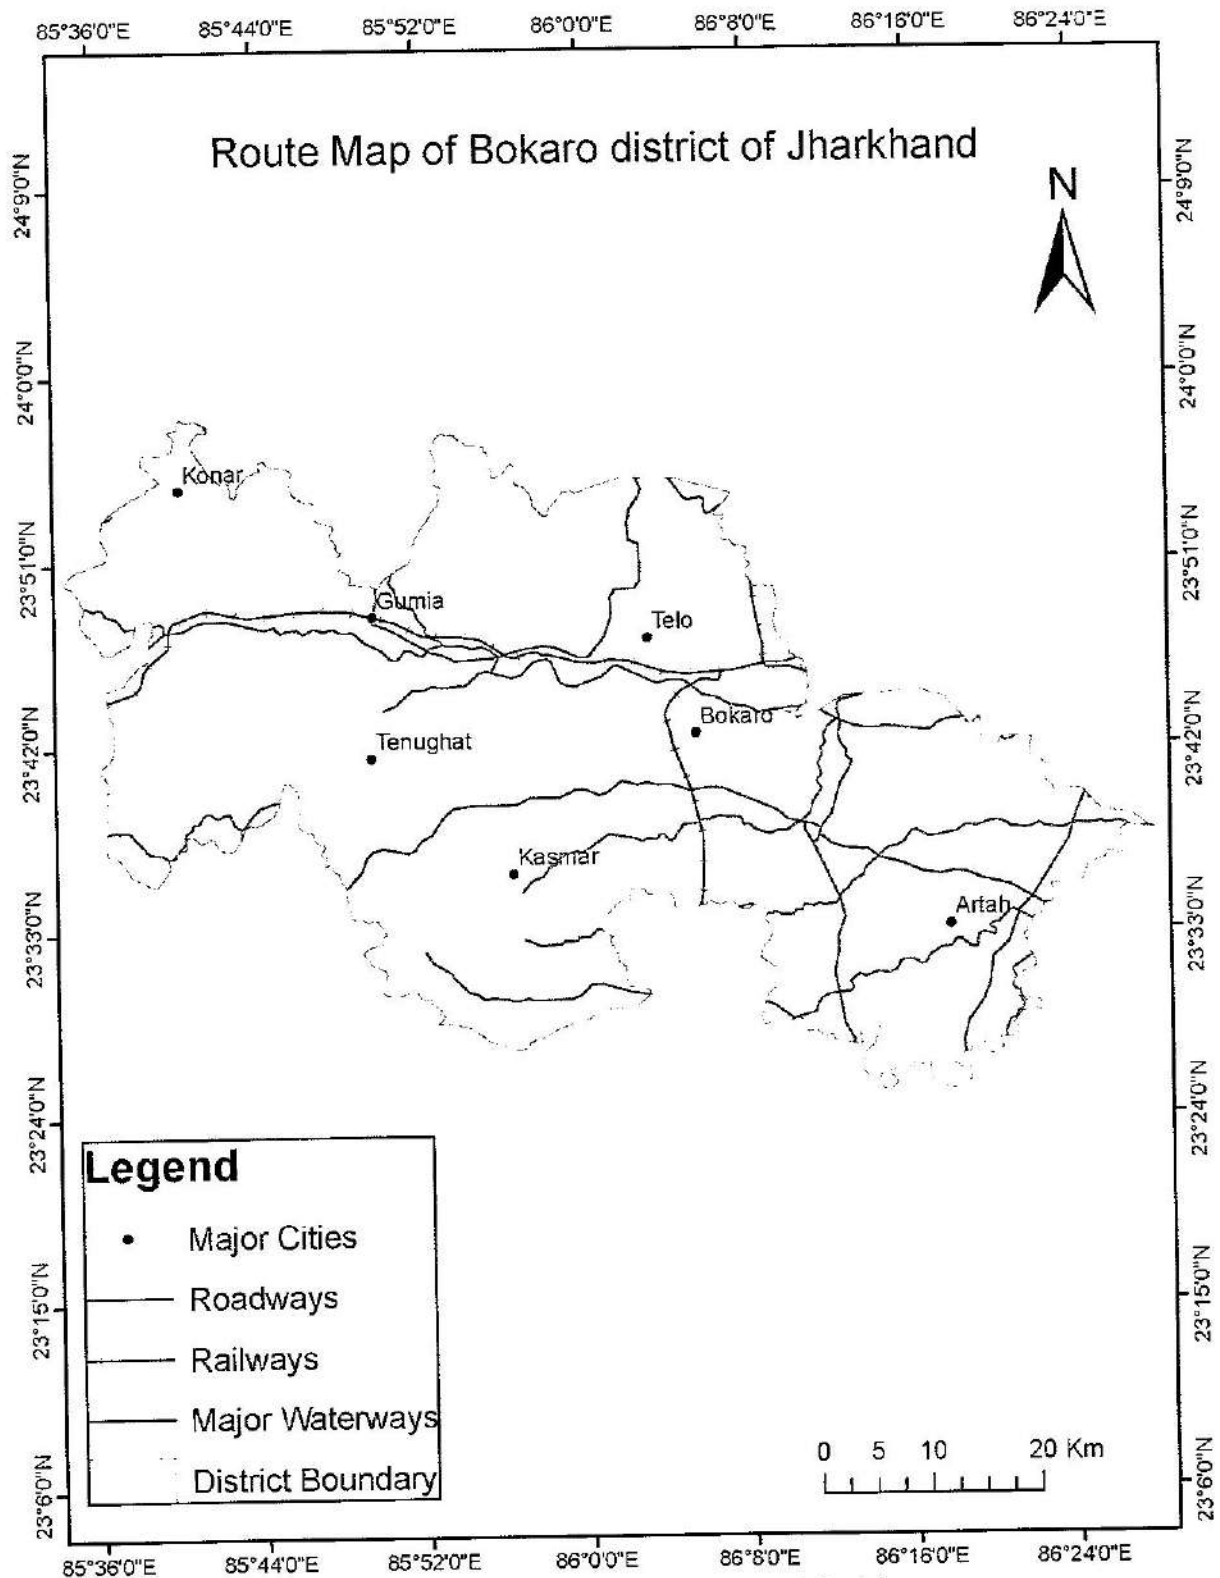 85°36'0"E 85°44'0"E 85°52'0"E 86°0'0"E 86°8'0"E 86°16'0"E 86°24'0"E
Route Map of Bokaro district of Jharkhand
N
24°9'0"N 24°9'0"N
24°0'0"N 24°0'0"N
Konar
23°51'0"N 23°51'0"N
Gumia
Telo
Bokaro
Tenughat
23°42'0"N 23°42'0"N
Kasmar
Artah
23°33'0"N 23°33'0"N
23°24'0"N 23°24'0"N
Legend
Major Cities
Roadways
23°15'0"N 23°15'0"N
Railways
Major Waterways
District Boundary
0 5 10 20 Km
23°6'0"N 23°6'0"N
85°36'0"E 85°44'0"E 85°52'0"E 86°0'0"E 86°8'0"E 86°16'0"E 86°24'0"E